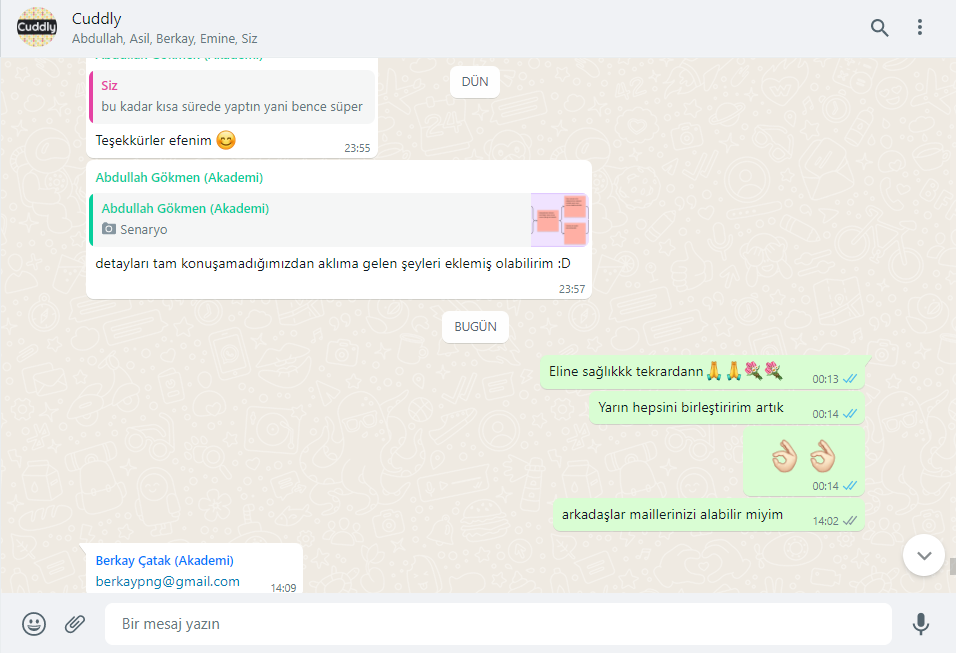 Cuddly
Cuddly
Abdullah, Asil, Berkay, Emine, Siz
Abdullah Gökmen (Akademi)
DÜN
Siz
bu kadar kısa sürede yaptın yani bence süper
Teşekkürler efenim 😊
23:55
Abdullah Gökmen (Akademi)
Abdullah Gökmen (Akademi)
Senaryo
detayları tam konuşamadığımızdan aklıma gelen şeyleri eklemiş olabilirim :D
23:57
BUGÜN
Eline sağlıkkk tekrardann🙏🙏💐💐 00:13
Yarın hepsini birleştiririm artık 00:14
👌🏻👌🏻
00:14
arkadaşlar maillerinizi alabilir miyim 14:02
Berkay Çatak (Akademi)
berkaypng@gmail.com 14:09
Bir mesaj yazın